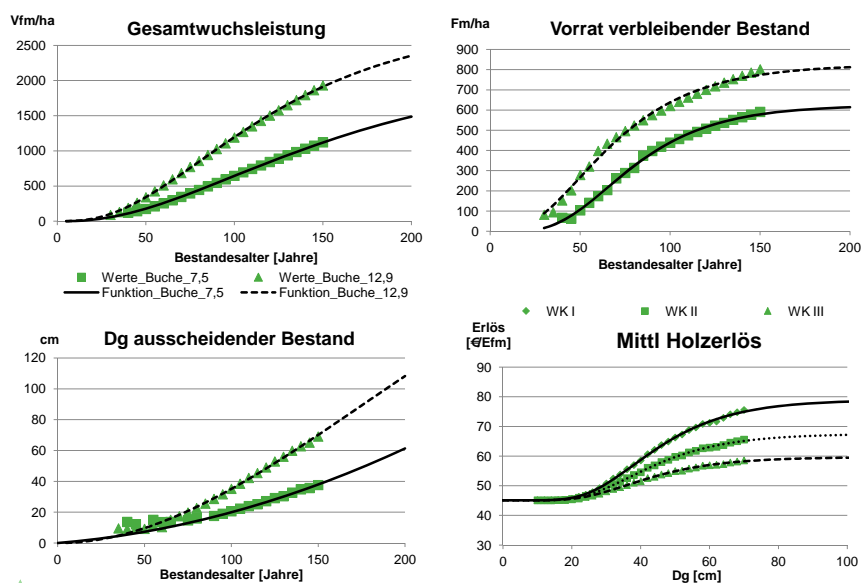 Vfm/ha
Gesamtwuchsleistung
2500
2000
1500
1000
500
0
0 50 100 150 200
Bestandesalter [Jahre]
Werte_Buche_7,5 Werte_Buche_12,9
Funktion_Buche_7,5 Funktion_Buche_12,9
Fm/ha
Vorrat verbleibender Bestand
900
800
700
600
500
400
300
200
100
0
0 50 100 150 200
Bestandesalter [Jahre]
cm
Dg ausscheidender Bestand
120
100
80
60
40
20
0
0 50 100 150 200
Bestandesalter [Jahre]
WK I WK II WK III
Erlös
[€/Efm]
Mittl Holzerlös
90
80
70
60
50
40
30
0 20 40 60 80 100
Dg [cm]